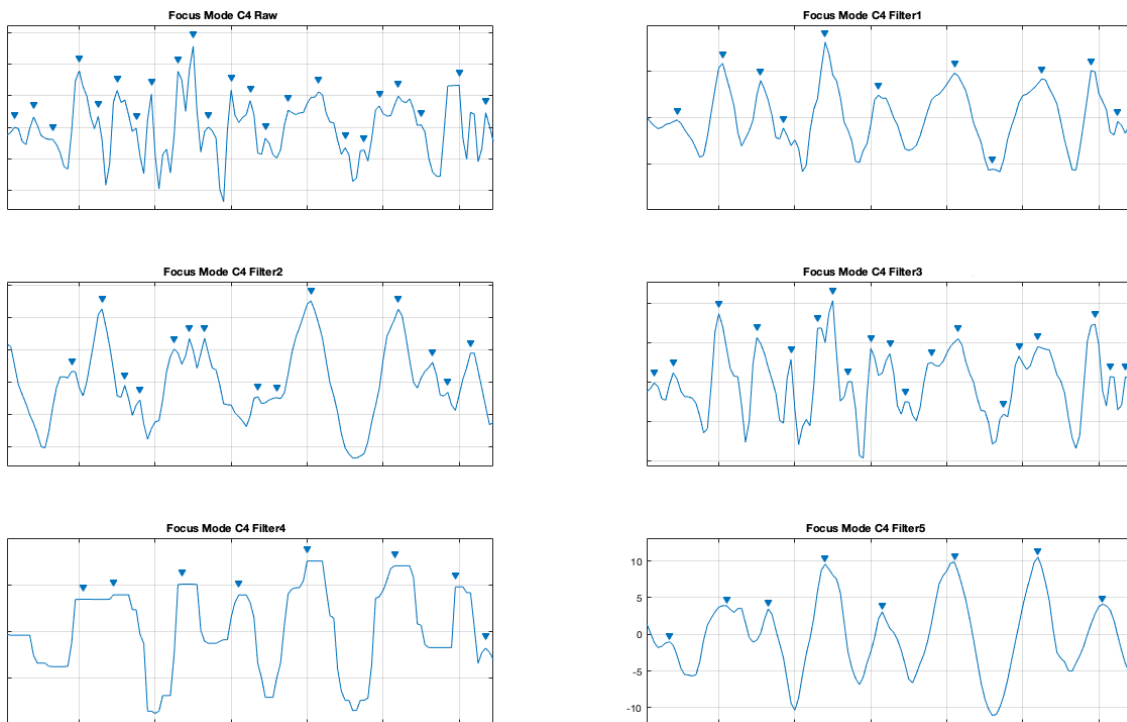 Focus Mode C4 Raw
Focus Mode C4 Filter1
Focus Mode C4 Filter2
Focus Mode C4 Filter3
Focus Mode C4 Filter4
Focus Mode C4 Filter5
10
5
0
-5
-10